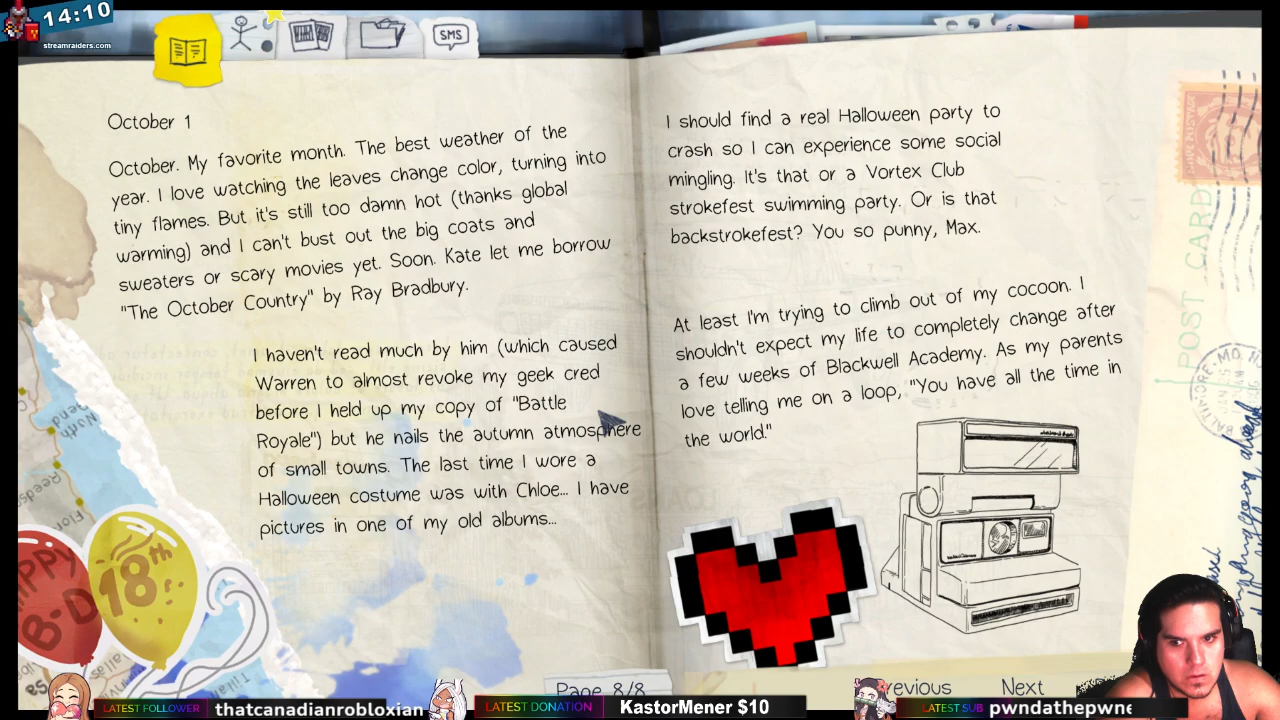 14:10
streamraiders.com
SMS
October 1
October. My favorite month. The best weather of the
year. I love watching the leaves change color, turning into
tiny flames. But it's still too damn hot (thanks global
warming) and I can't bust out the big coats and
sweaters or scary movies yet. Soon. Kate let me borrow
"The October Country" by Ray Bradbury.
I haven't read much by him (which caused
Warren to almost revoke my geek cred
before I held up my copy of "Battle
Royale") but he nails the autumn atmosphere
of small towns. The last time I wore a
Halloween costume was with Chloe... I have
pictures in one of my old albums...
I should find a real Halloween party to
crash so I can experience some social
mingling. It's that or a Vortex Club
strokefest swimming party. Or is that
backstrokefest? You so punny, Max.
At least I'm trying to climb out of my cocoon. I
shouldn't expect my life to completely change after
a few weeks of Blackwell Academy. As my parents
love telling me on a loop, "You have all the time in
the world."
POST CARD
B-D
18th
Page 8/8
evious
Next
LATEST FOLLOWER
thatcanadianrobloxian
LATEST DONATION
KastorMener $10
LATEST SUB
pwndathepwne